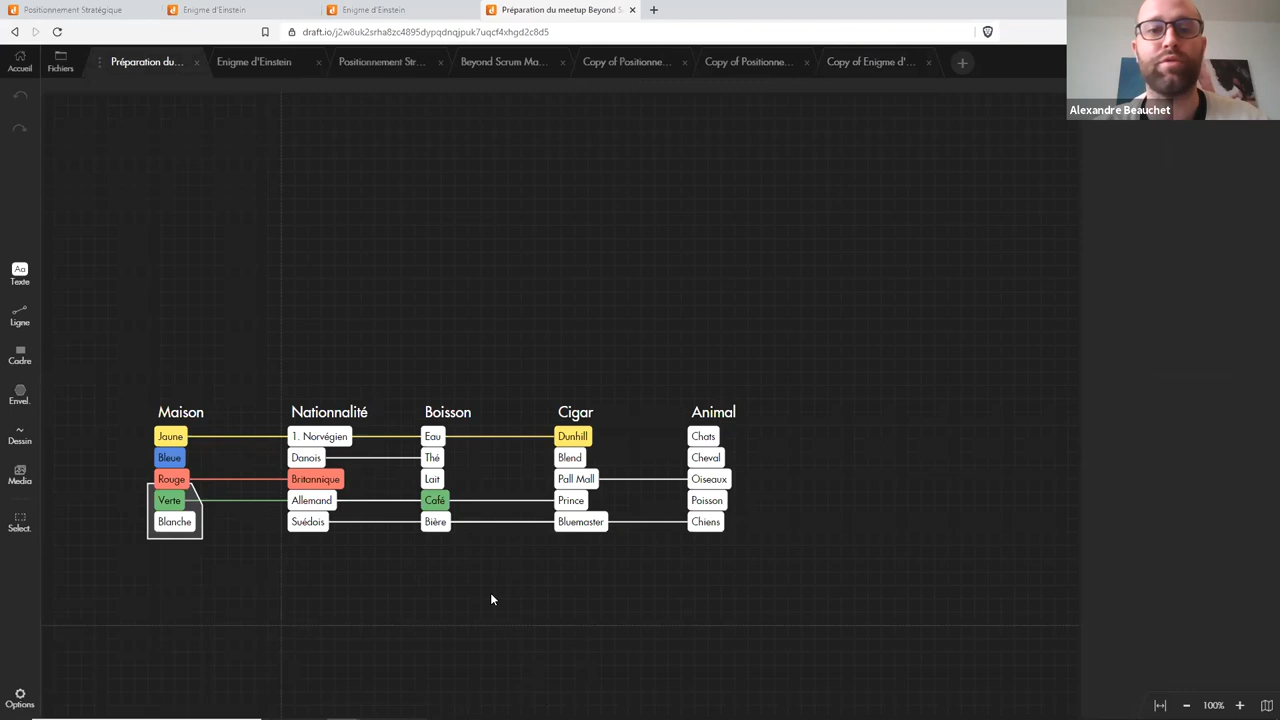 Positionnement Stratégique
Enigme d'Einstein
Enigme d'Einstein
Préparation du meetup Beyond S
draft.io/j2w8uk2srha8zc4895dypqdnqjpuk7uqcf4xhgd2c8d5
Accueil
Fichiers
Préparation du...
Enigme d'Einstein
Positionnement Str...
Beyond Scrum Ma...
Copy of Positionne...
Copy of Positionne...
Copy of Enigme d'...
Alexandre Beauchet
Aa
Texte
Ligne
Cadre
Envel.
Dessin
Media
Select.
Options
Maison Nationnalité Boisson Cigar Animal
Jaune 1. Norvégien Eau Dunhill Chats
Bleue Danois Thé Blend Cheval
Rouge Britannique Lait Pall Mall Oiseaux
Verte Allemand Café Prince Poisson
Blanche Suédois Bière Bluemaster Chiens
100%